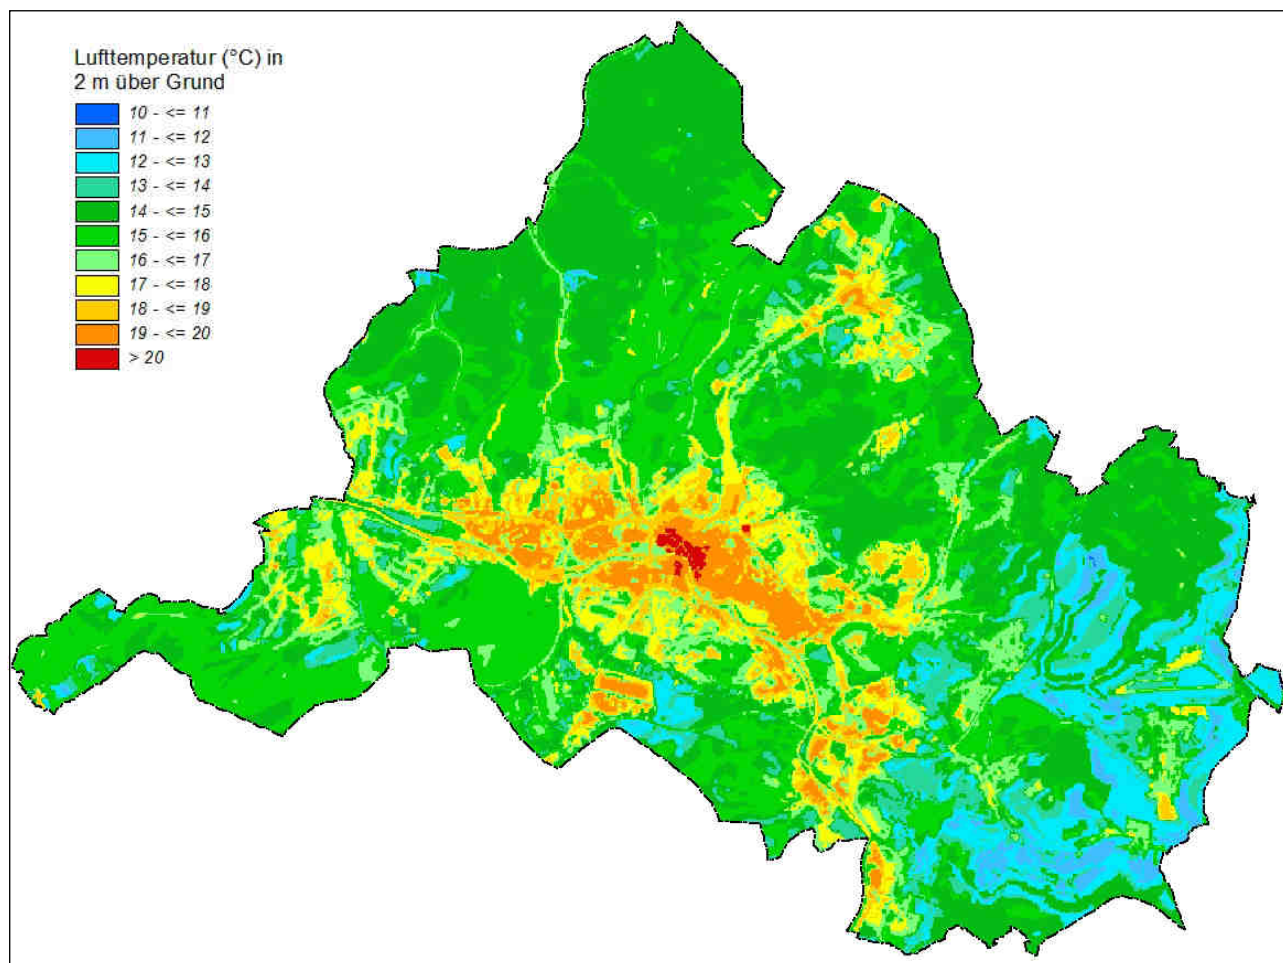 Lufttemperatur (°C) in
2 m über Grund
10 - <= 11
11 - <= 12
12 - <= 13
13 - <= 14
14 - <= 15
15 - <= 16
16 - <= 17
17 - <= 18
18 - <= 19
19 - <= 20
> 20